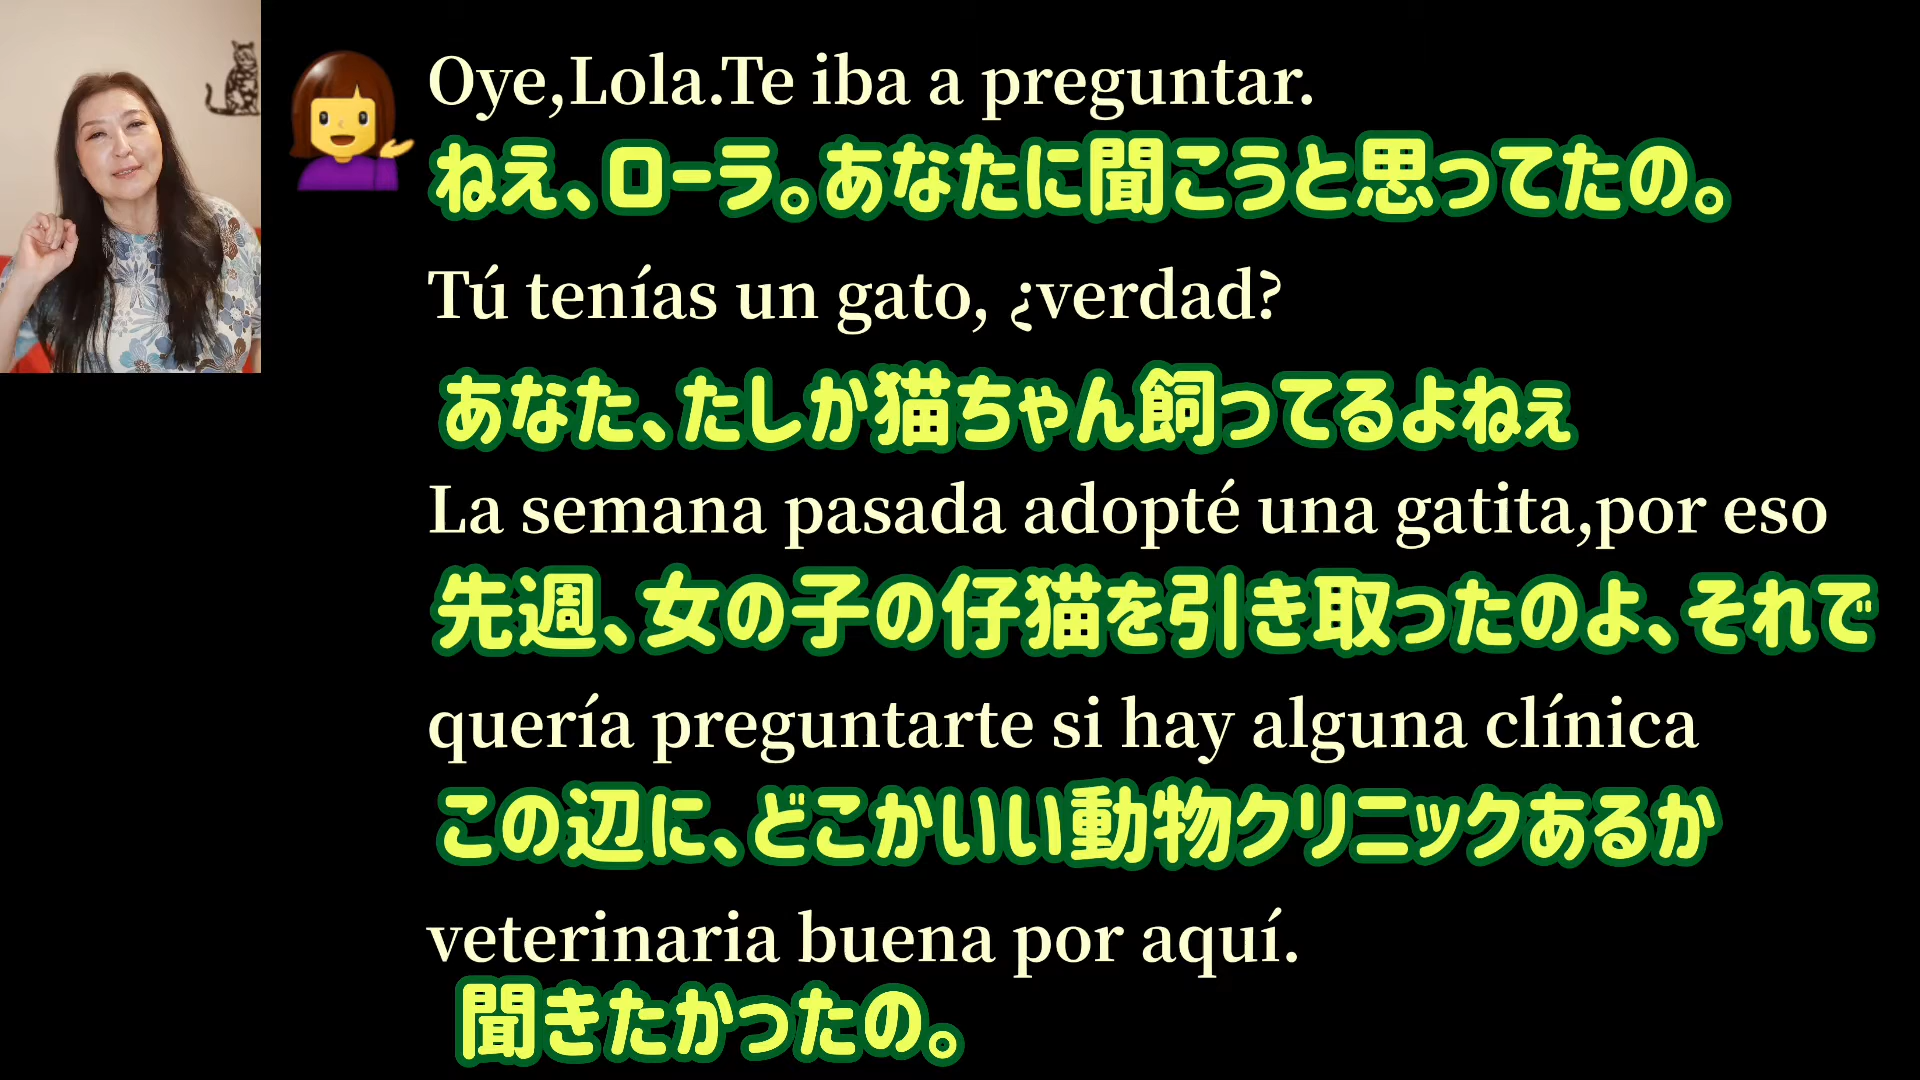 Oye,Lola.Te iba a preguntar.
ねえ、ローラ。あなたに聞こうと思ってたの。
Tú tenías un gato, ¿verdad?
あなた、たしか猫ちゃん飼ってるよねぇ
La semana pasada adopté una gatita,por eso
先週、女の子の仔猫を引き取ったのよ、それで
quería preguntarte si hay alguna clínica
この辺に、どこかいい動物クリニックあるか
veterinaria buena por aquí.
聞きたかったの。